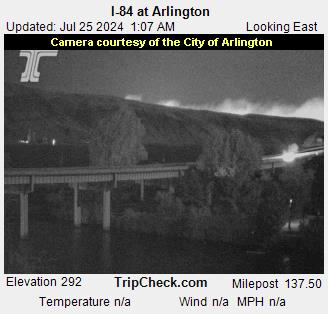 I-84 at Arlington
Updated: Jul 25 2024  1:07 AM  Looking East
Camera courtesy of the City of Arlington
Elevation 292  TripCheck.com  Milepost 137.50
Temperature n/a  Wind n/a MPH n/a